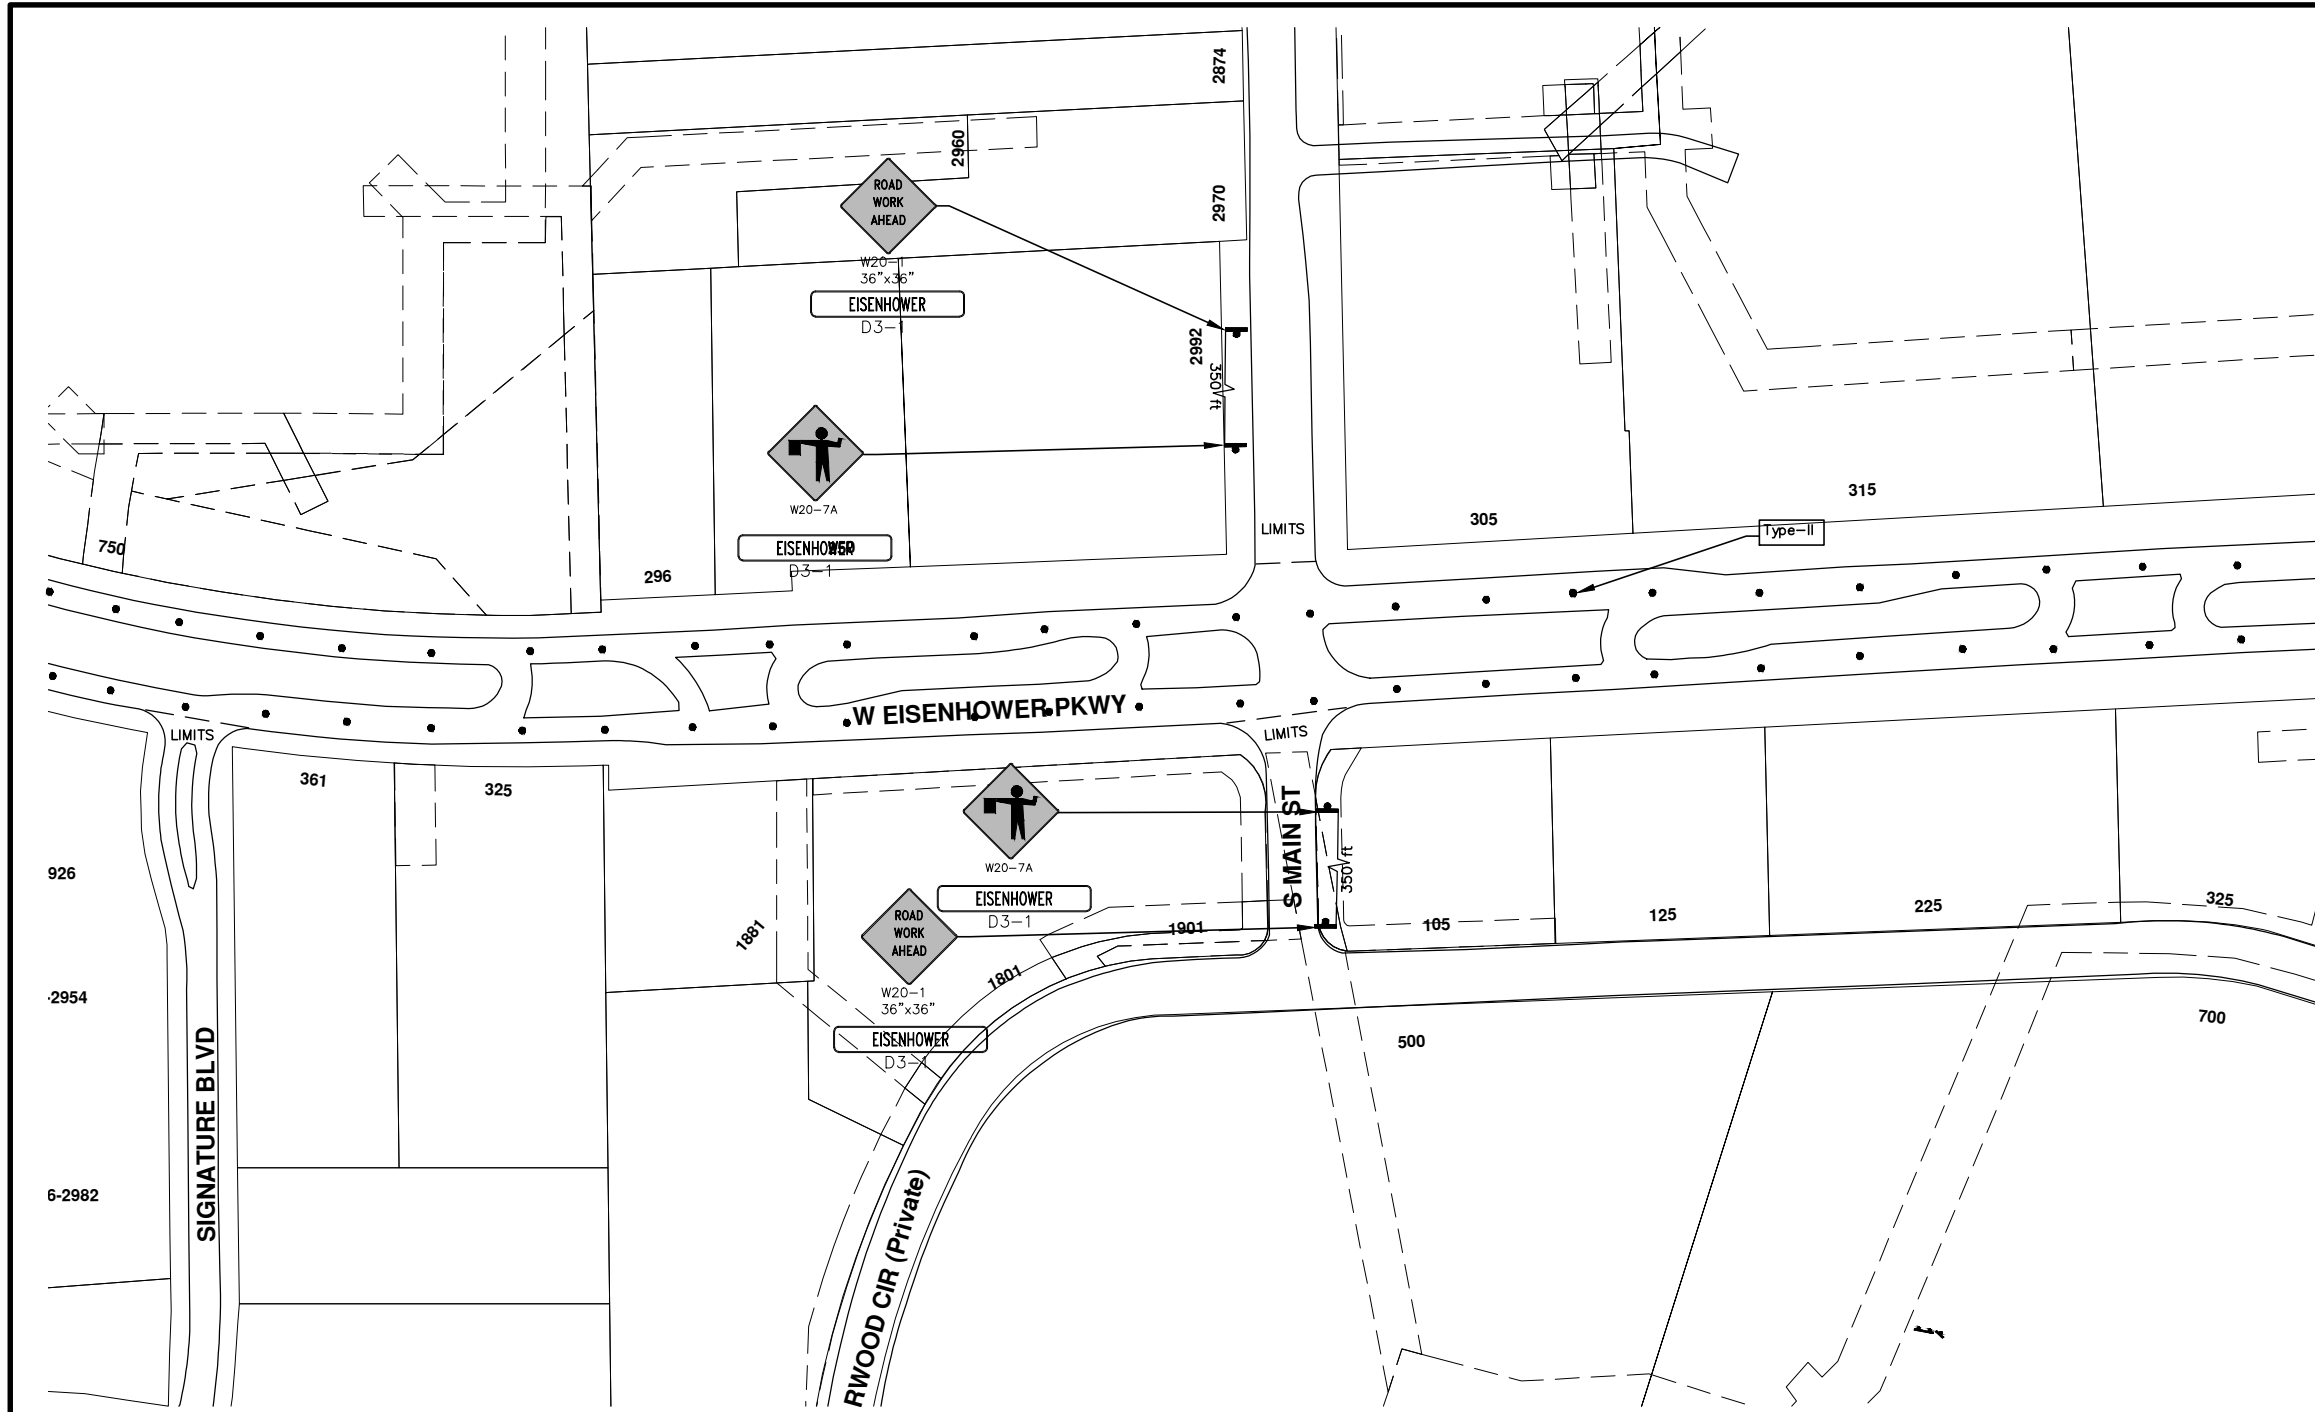 2874
2960
ROAD
WORK
AHEAD
2970
W20-1
36"x36"
EISENHOWER
D3-1
2992
350 ft
W20-7A
EISENHOWER
D3-1
LIMITS
305
315
Type-II
750
296
W EISENHOWER PKWY
LIMITS
LIMITS
361
325
S MAIN ST
350 ft
W20-7A
EISENHOWER
D3-1
926
1881
ROAD
WORK
AHEAD
1901
105
125
225
325
1801
-2954
W20-1
36"x36"
EISENHOWER
D3-1
500
700
SIGNATURE BLVD
6-2982
RWOOD CIR (Private)